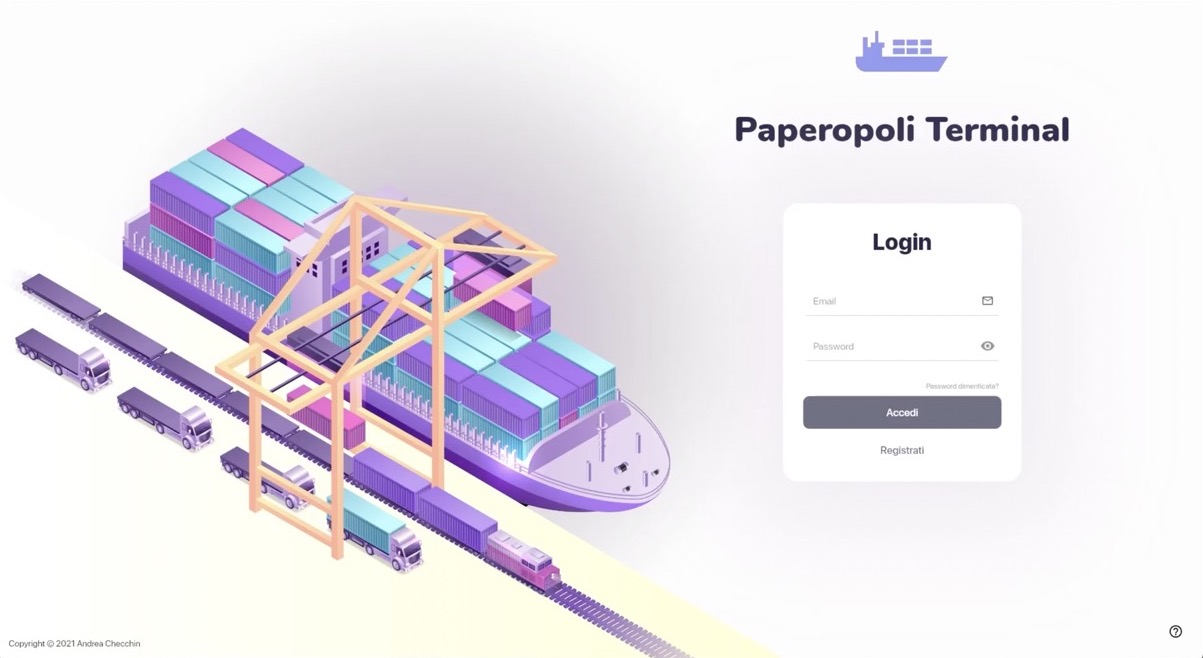 Paperopoli Terminal
Login
Email
Password
Password dimenticata?
Accedi
Registrati
Copyright © 2021 Andrea Checchin